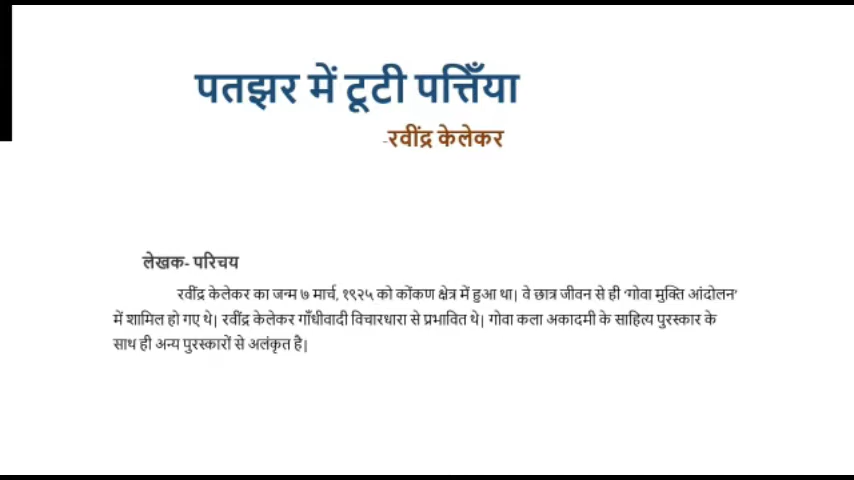 पतझर में टूटी पत्तिँया
-रवींद्र केलेकर
लेखक- परिचय
रवींद्र केलेकर का जन्म ७ मार्च, १९२५ को कोंकण क्षेत्र में हुआ था| वे छात्र जीवन से ही ‘गोवा मुक्ति आंदोलन’
में शामिल हो गए थे| रवींद्र केलेकर गाँधीवादी विचारधारा से प्रभावित थे| गोवा कला अकादमी के साहित्य पुरस्कार के
साथ ही अन्य पुरस्कारों से अलंकृत है|